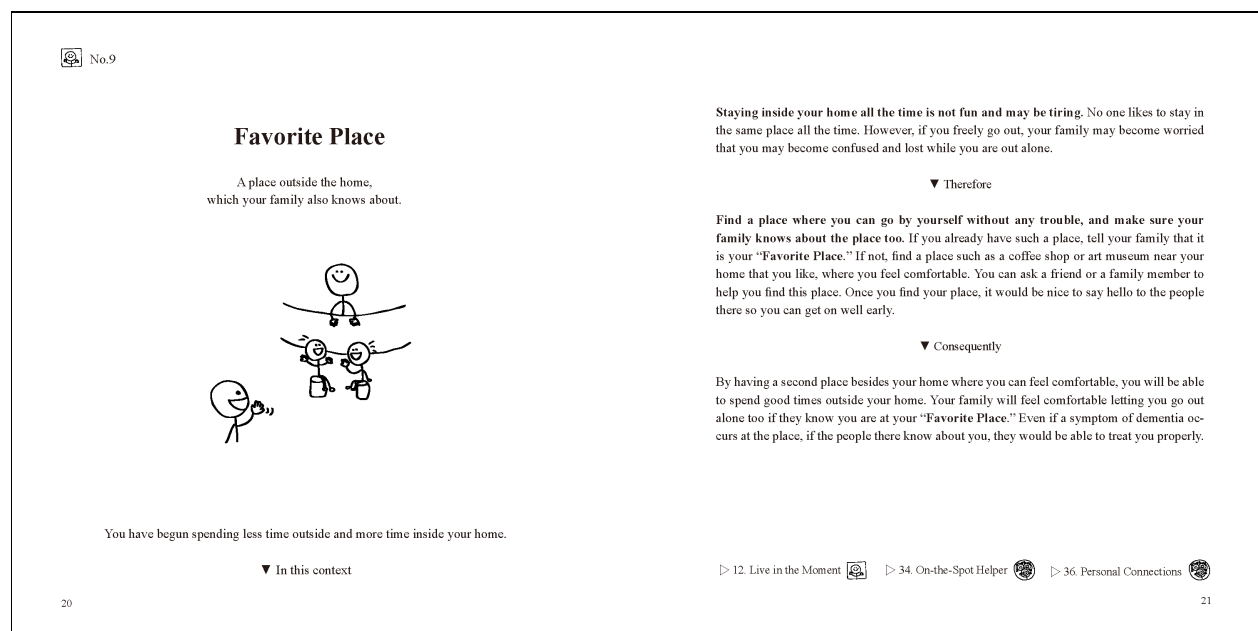 No.9
Favorite Place
A place outside the home,
which your family also knows about.
You have begun spending less time outside and more time inside your home.
▼ In this context
20
Staying inside your home all the time is not fun and may be tiring. No one likes to stay in
the same place all the time. However, if you freely go out, your family may become worried
that you may become confused and lost while you are out alone.
▼ Therefore
Find a place where you can go by yourself without any trouble, and make sure your
family knows about the place too. If you already have such a place, tell your family that it
is your “Favorite Place.” If not, find a place such as a coffee shop or art museum near your
home that you like, where you feel comfortable. You can ask a friend or a family member to
help you find this place. Once you find your place, it would be nice to say hello to the people
there so you can get on well early.
▼ Consequently
By having a second place besides your home where you can feel comfortable, you will be able
to spend good times outside your home. Your family will feel comfortable letting you go out
alone too if they know you are at your “Favorite Place.” Even if a symptom of dementia oc-
curs at the place, if the people there know about you, they would be able to treat you properly.
▷ 12. Live in the Moment ▷ 34. On-the-Spot Helper ▷ 36. Personal Connections
21